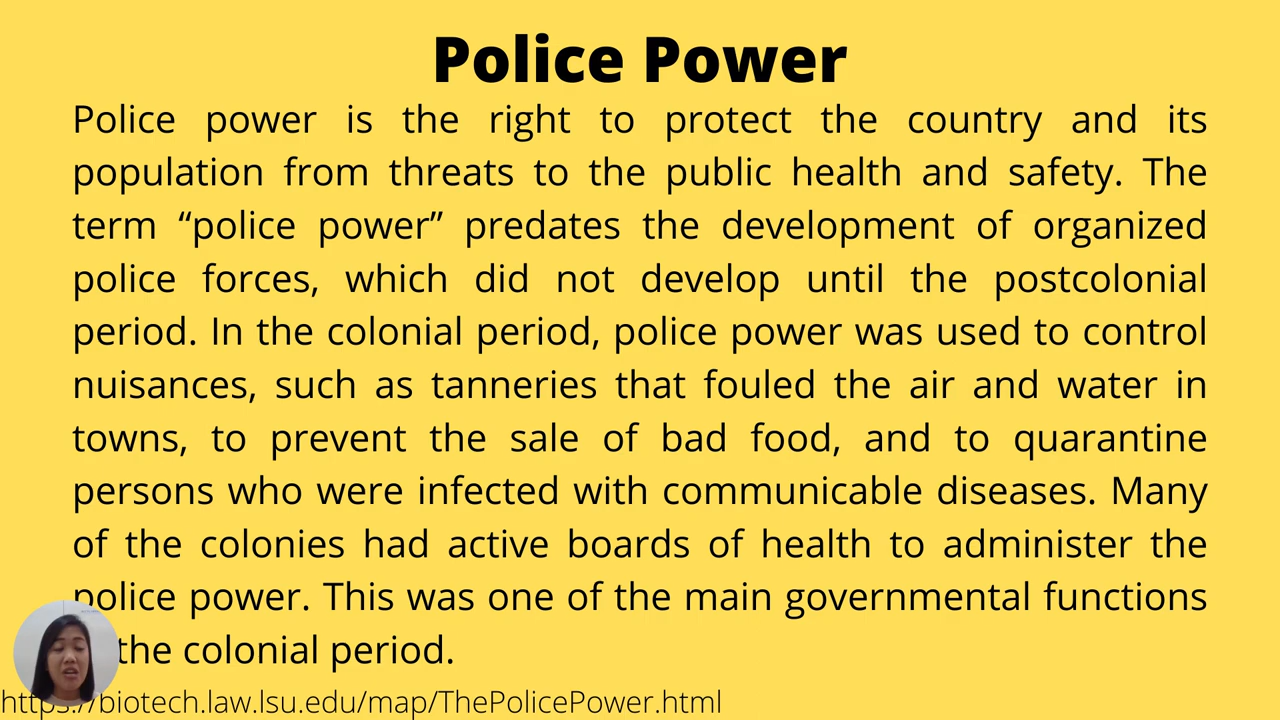 Police Power
Police power is the right to protect the country and its
population from threats to the public health and safety. The
term “police power” predates the development of organized
police forces, which did not develop until the postcolonial
period. In the colonial period, police power was used to control
nuisances, such as tanneries that fouled the air and water in
towns, to prevent the sale of bad food, and to quarantine
persons who were infected with communicable diseases. Many
of the colonies had active boards of health to administer the
police power. This was one of the main governmental functions
the colonial period.
https://biotech.law.lsu.edu/map/ThePolicePower.html